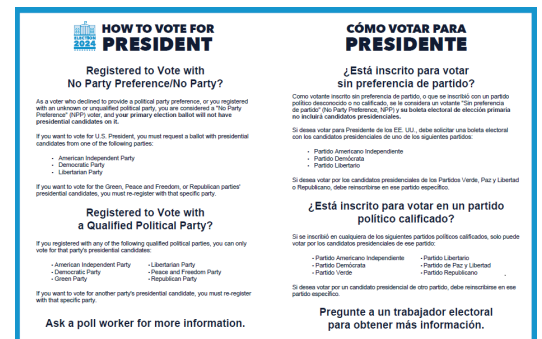 ELECTION
2024
HOW TO VOTE FOR
PRESIDENT
Registered to Vote with
No Party Preference/No Party?
As a voter who declined to provide a political party preference, or you registered
with an unknown or unqualified political party, you are considered a "No Party
Preference" (NPP) voter, and your primary election ballot will not have
presidential candidates on it.
If you want to vote for U.S. President, you must request a ballot with presidential
candidates from one of the following parties:
- American Independent Party
- Democratic Party
- Libertarian Party
If you want to vote for the Green, Peace and Freedom, or Republican parties'
presidential candidates, you must re-register with that specific party.
Registered to Vote with
a Qualified Political Party?
If you registered with any of the following qualified political parties, you can only
vote for that party's presidential candidates:
- American Independent Party
- Democratic Party
- Green Party
- Libertarian Party
- Peace and Freedom Party
- Republican Party
If you want to vote for another party's presidential candidate, you must re-register
with that specific party.
Ask a poll worker for more information.
CÓMO VOTAR PARA
PRESIDENTE
¿Está inscrito para votar
sin preferencia de partido?
Como votante inscrito sin preferencia de partido, o que se inscribió con un partido
político desconocido o no calificado, se le considera un votante "Sin preferencia
de partido" (No Party Preference, NPP) y su boleta electoral de elección primaria
no incluirá candidatos presidenciales.
Si desea votar para Presidente de los EE. UU., debe solicitar una boleta electoral
con los candidatos presidenciales de uno de los siguientes partidos:
- Partido Americano Independiente
- Partido Demócrata
- Partido Libertario
Si desea votar por los candidatos presidenciales de los Partidos Verde, Paz y Libertad
o Republicano, debe reinscribirse en ese partido específico.
¿Está inscrito para votar en un partido
político calificado?
Si se inscribió en cualquiera de los siguientes partidos políticos calificados, solo puede
votar por los candidatos presidenciales de ese partido:
- Partido Americano Independiente
- Partido Demócrata
- Partido Verde
- Partido Libertario
- Partido de Paz y Libertad
- Partido Republicano
Si desea votar por un candidato presidencial de otro partido, debe reinscribirse en ese
partido específico.
Pregunte a un trabajador electoral
para obtener más información.